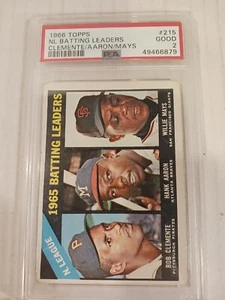 1966 TOPPS
#215
NL BATTING LEADERS
GOOD
CLEMENTE/AARON/MAYS
2
PSA
49466879
1965 BATTING LEADERS
N. LEAGUE
WILLIE MAYS
SAN FRANCISCO GIANTS
HANK AARON
ATLANTA BRAVES
BOB CLEMENTE
PITTSBURGH PIRATES
M
P